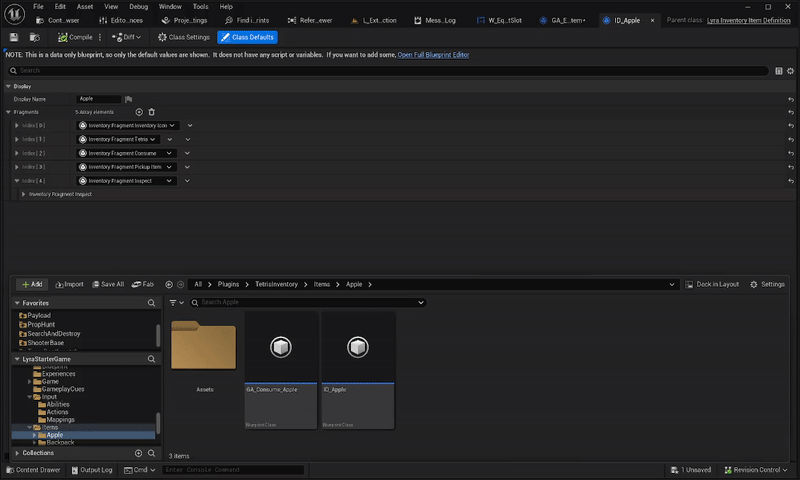 File Edit Asset View Debug Window Tools Help
Cont...wser Edito...nces Proje...tings Find i...rints Refer...ewer L_Ext...ction Mess...Log W_Eq...tSlot GA_E...tem• ID_Apple Parent class: Lyra Inventory Item Definition
Compile Diff Class Settings Class Defaults
NOTE: This is a data only blueprint, so only the default values are shown. It does not have any script or variables. If you want to add some, Open Full Blueprint Editor
Search
Display
Display Name Apple
Fragments 5 Array elements
Index [ 0 ] Inventory Fragment Inventory Icon
Index [ 1 ] Inventory Fragment Tetris
Index [ 2 ] Inventory Fragment Consume
Index [ 3 ] Inventory Fragment Pickup Item
Index [ 4 ] Inventory Fragment Inspect
Inventory Fragment Inspect
Add Import Save All Fab All Plugins TetrisInventory Items Apple Dock in Layout Settings
Favorites
Search Apple
Payload
PropHunt
SearchAndDestroy
ShooterBase
LyraStarterGame
Experiences
Game
GameplayCues
Input
Abilities
Actions
Mappings
Items
Apple
Backpack
Assets
GA_Consume_Apple
Blueprint Class
ID_Apple
Blueprint Class
Collections
3 items
Content Drawer Output Log Cmd Enter Console Command 1 Unsaved Revision Control